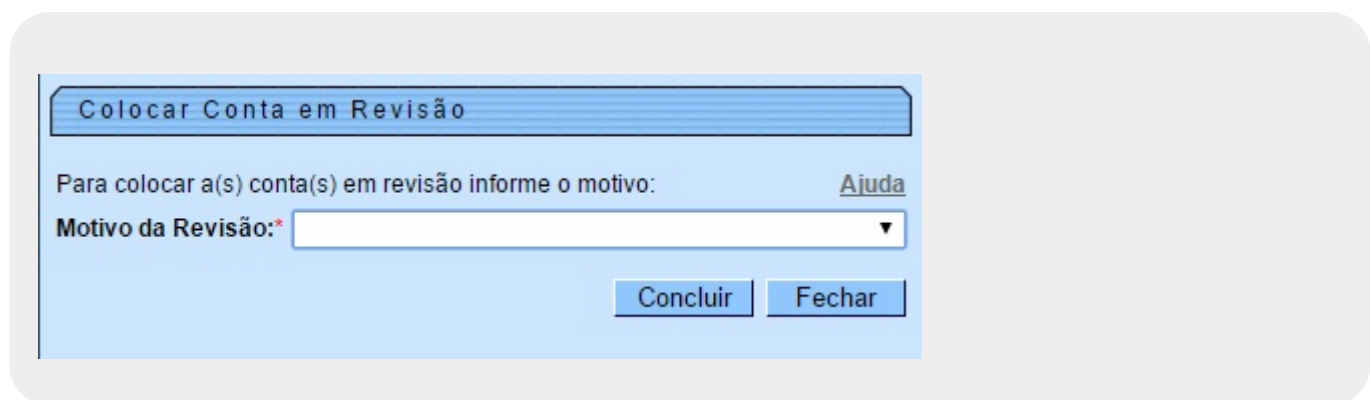 Colocar Conta em Revisão
Para colocar a(s) conta(s) em revisão informe o motivo: Ajuda
Motivo da Revisão:*
Concluir Fechar